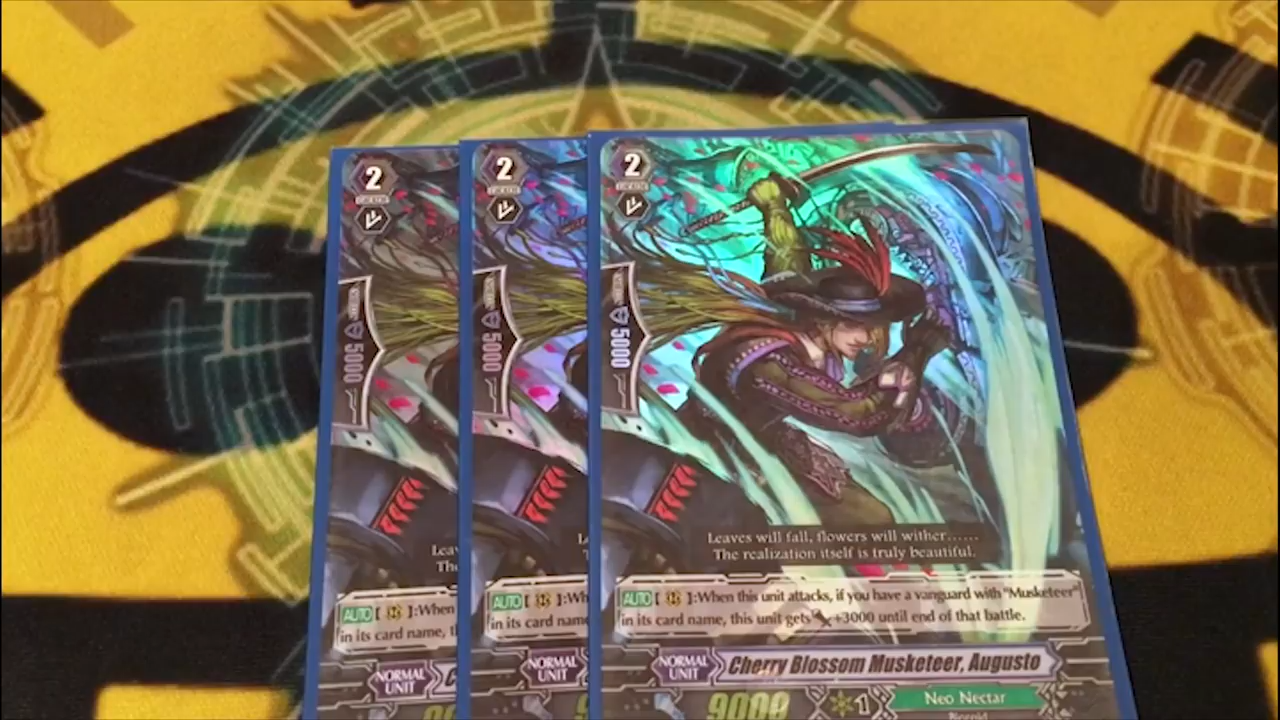 2
2
2
5000
5000
5000
Leaves will fall, flowers will wither......
The realization itself is truly beautiful.
Leav
The
AUTO [ ]:When this unit attacks, if you have a vanguard with "Musketeer"
in its card name, this unit gets +3000 until end of that battle.
AUTO [ ]:Wh
in its card name
AUTO [ ]:When
in its card name, t
NORMAL UNIT
NORMAL UNIT
NORMAL UNIT
Cherry Blossom Musketeer, Augusto
9000
1
Neo Nectar